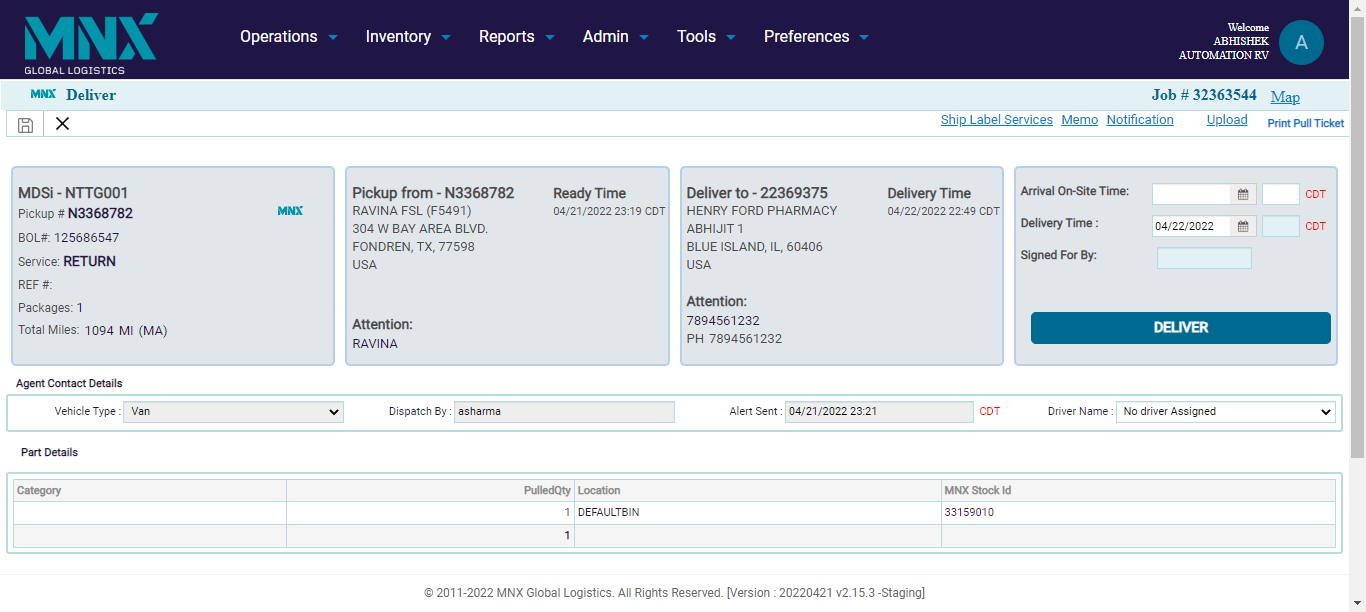 MNX
GLOBAL LOGISTICS
Operations Inventory Reports Admin Tools Preferences
Welcome
ABHISHEK
AUTOMATION RV
A
MNX Deliver
Job # 32363544 Map
Ship Label Services Memo Notification Upload Print Pull Ticket
MDSi - NTTG001
Pickup # N3368782
MNX
BOL#: 125686547
Service: RETURN
REF #:
Packages: 1
Total Miles: 1094 MI (MA)
Pickup from - N3368782
RAVINA FSL (F5491)
304 W BAY AREA BLVD.
FONDREN, TX, 77598
USA
Attention:
RAVINA
Ready Time
04/21/2022 23:19 CDT
Deliver to - 22369375
HENRY FORD PHARMACY
ABHIJIT 1
BLUE ISLAND, IL, 60406
USA
Attention:
7894561232
PH 7894561232
Delivery Time
04/22/2022 22:49 CDT
Arrival On-Site Time: CDT
Delivery Time : 04/22/2022 CDT
Signed For By:
DELIVER
Agent Contact Details
Vehicle Type : Van Dispatch By : asharma Alert Sent : 04/21/2022 23:21 CDT Driver Name : No driver Assigned
Part Details
Category PulledQty Location MNX Stock Id
1 DEFAULTBIN 33159010
1
© 2011-2022 MNX Global Logistics. All Rights Reserved. [Version : 20220421 v2.15.3 -Staging]